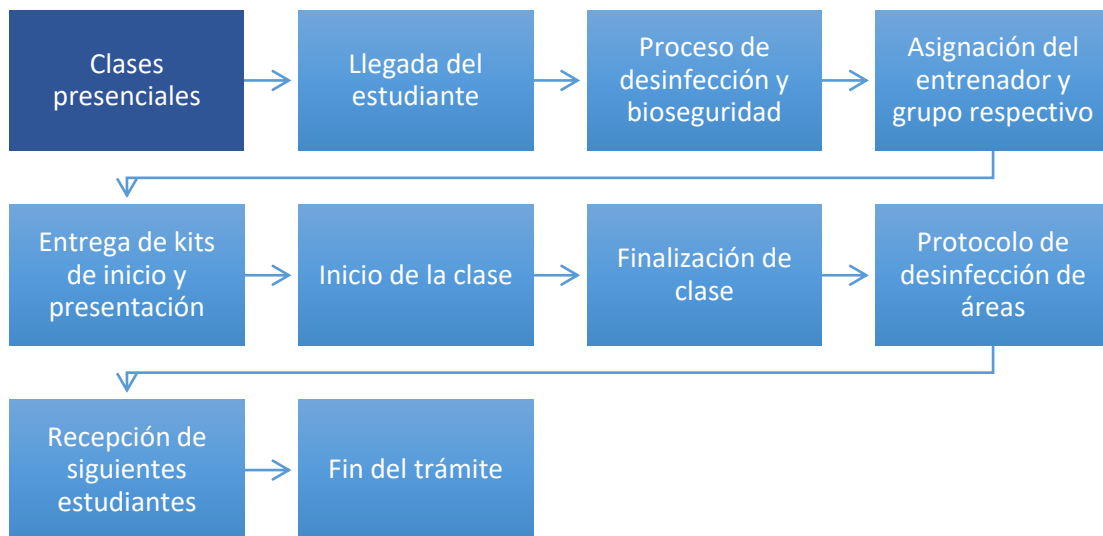 Clases
presenciales
Llegada del
estudiante
Proceso de
desinfección y
bioseguridad
Asignación del
entrenador y
grupo respectivo
Entrega de kits
de inicio y
presentación
Inicio de la clase
Finalización de
clase
Protocolo de
desinfección de
áreas
Recepción de
siguientes
estudiantes
Fin del trámite